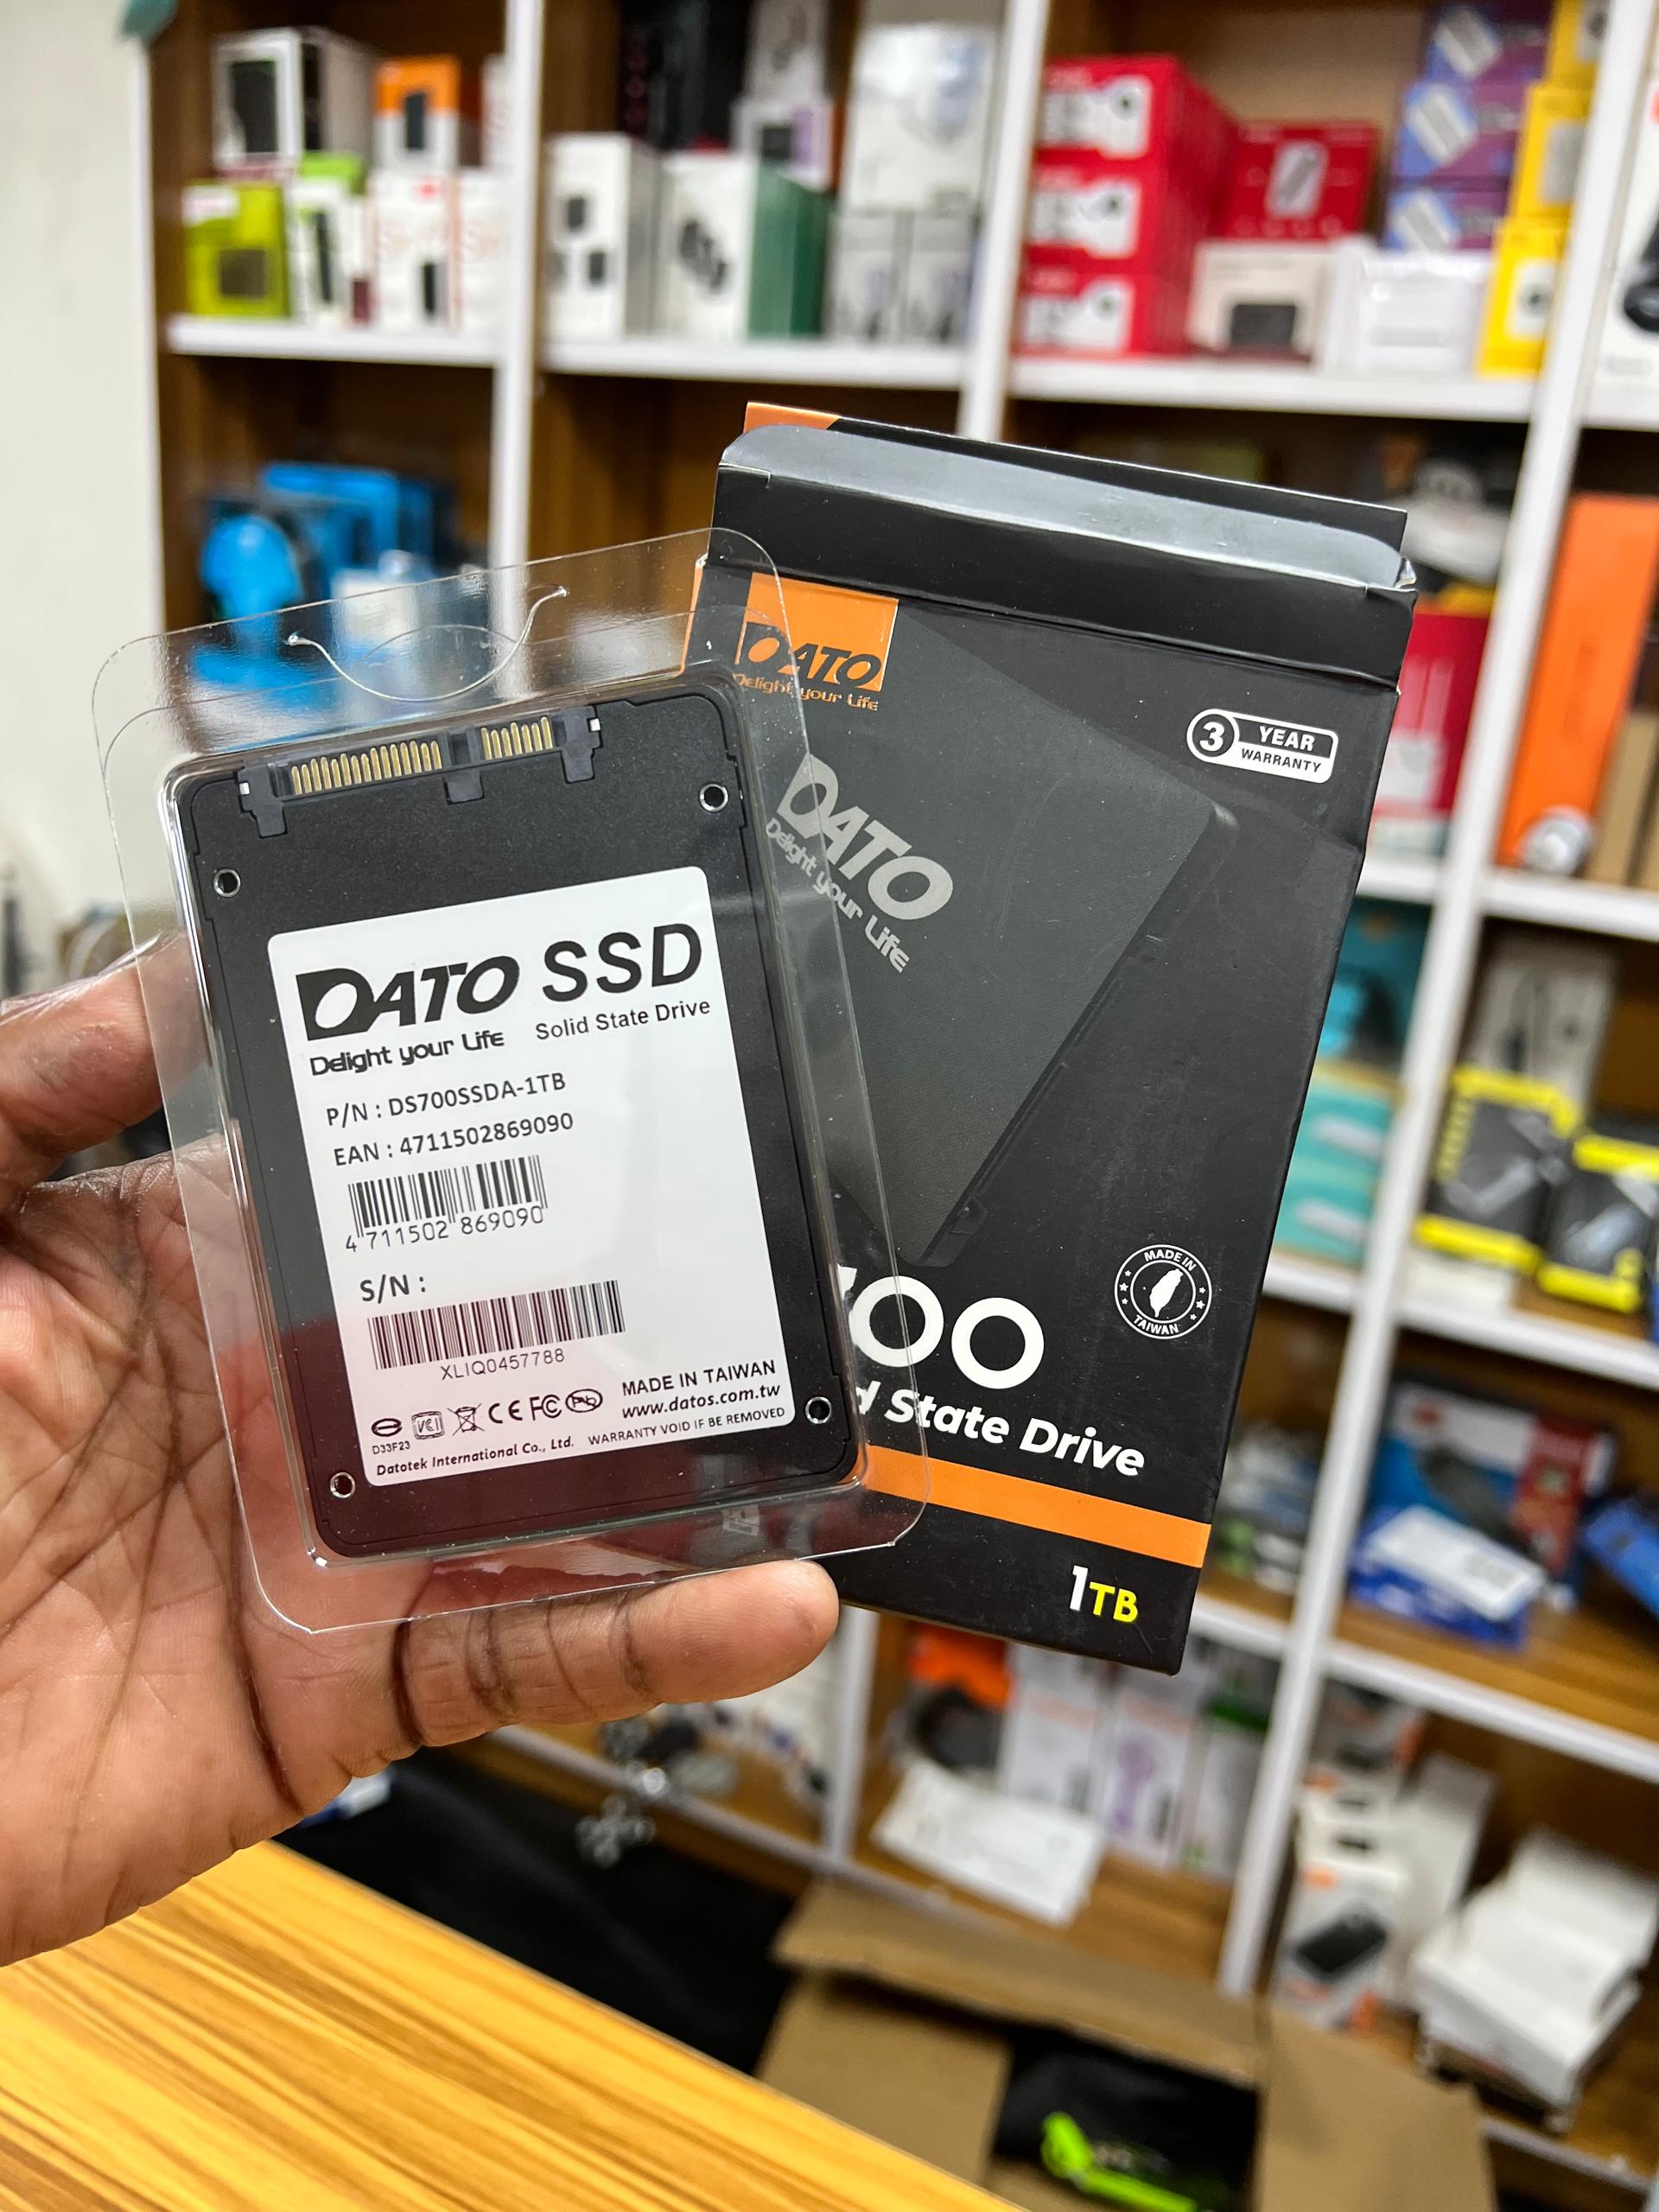 DATO
Delight your Life
3 YEAR
WARRANTY
DATO
Delight your Life
DATO SSD
Delight your Life Solid State Drive
P/N : DS700SSDA-1TB
EAN : 4711502869090
4 711502 869090
S/N :
XLIQ0457788
MADE IN TAIWAN
www.datos.com.tw
D33F23
WARRANTY VOID IF BE REMOVED
Datotek International Co., Ltd.
MADE IN
TAIWAN
700
d State Drive
1TB